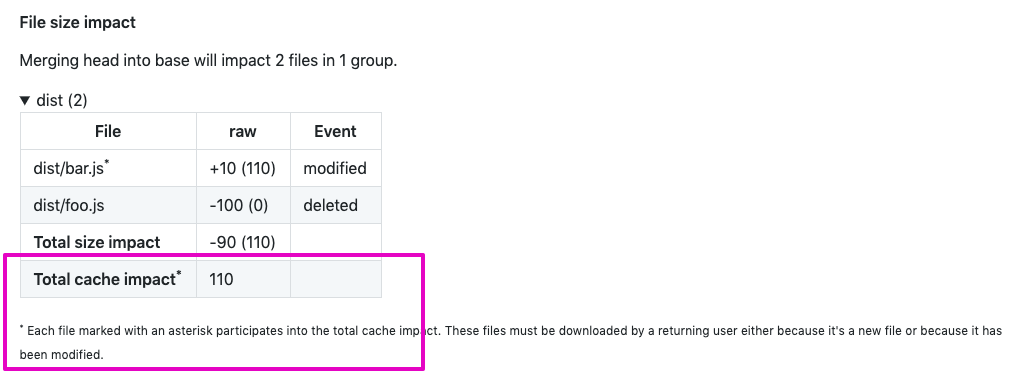 File size impact
Merging head into base will impact 2 files in 1 group.
▼ dist (2)
File raw Event
dist/bar.js* +10 (110) modified
dist/foo.js -100 (0) deleted
Total size impact -90 (110)
Total cache impact* 110
* Each file marked with an asterisk participates into the total cache impact. These files must be downloaded by a returning user either because it's a new file or because it has
been modified.